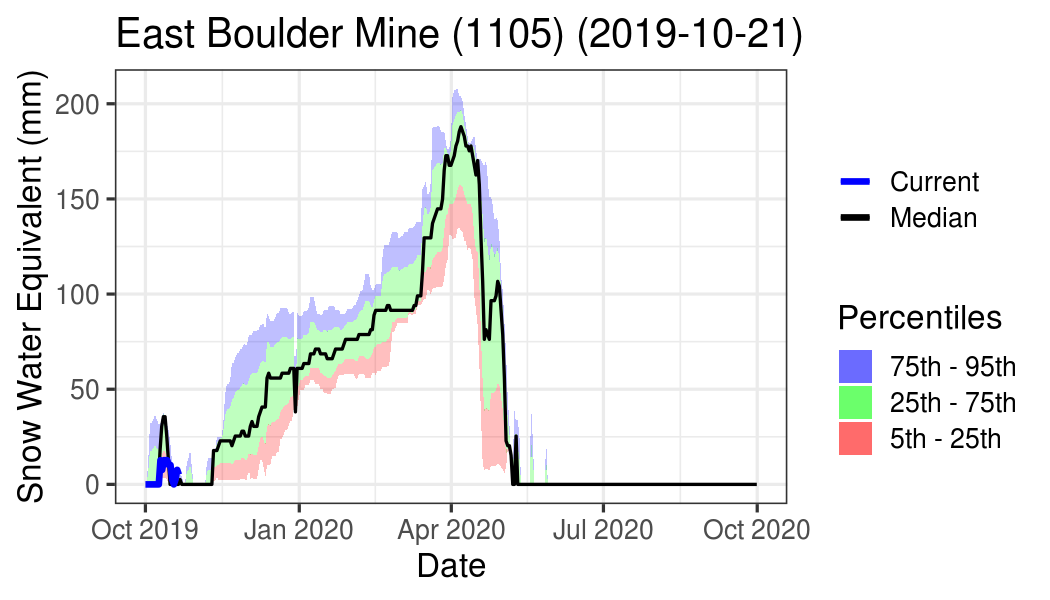 East Boulder Mine (1105) (2019-10-21)
Snow Water Equivalent (mm)
200
150
100
50
0
Oct 2019
Jan 2020
Apr 2020
Jul 2020
Oct 2020
Date
Current
Median
Percentiles
75th - 95th
25th - 75th
5th - 25th